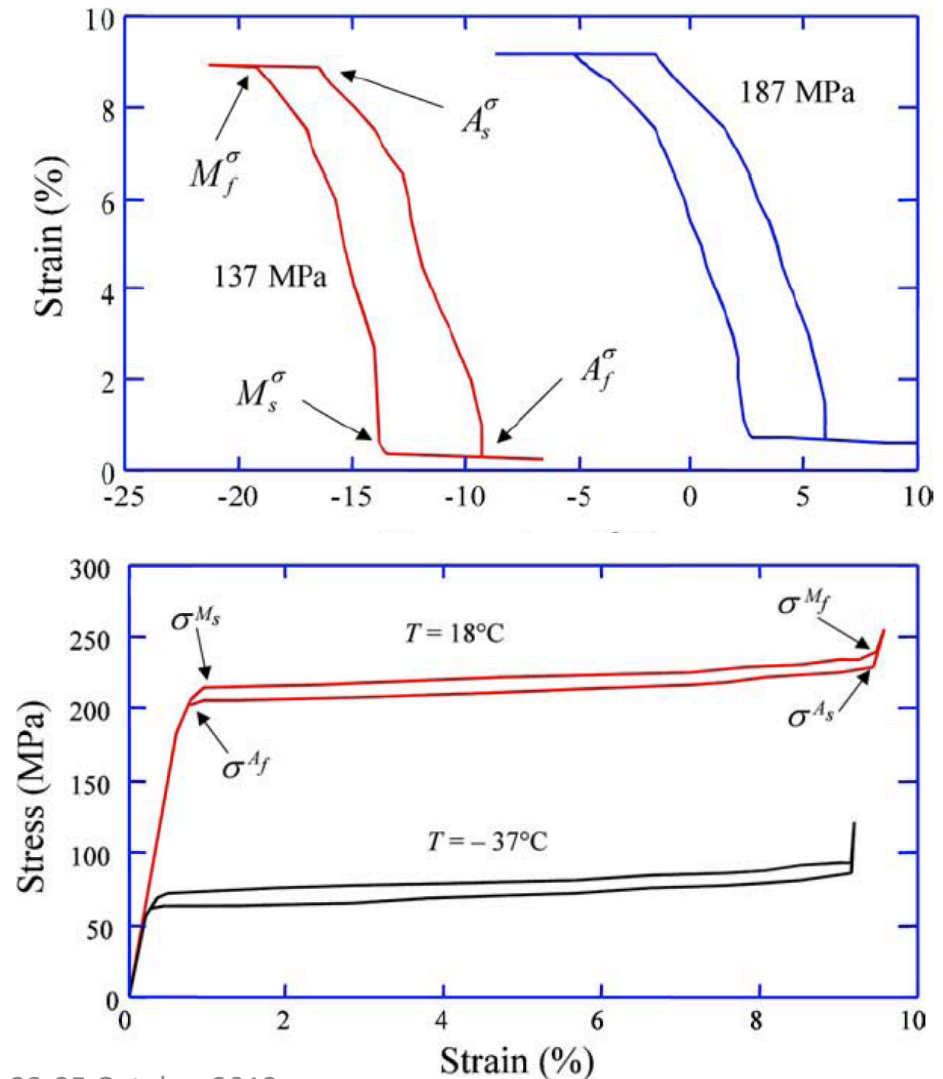 10
8
6
4
2
0
Strain (%)
187 MPa
A_s^σ
M_f^σ
137 MPa
M_s^σ
A_f^σ
-25 -20 -15 -10 -5 0 5 10
300
250
200
150
100
50
0
Stress (MPa)
σ^{M_s}
T = 18°C
σ^{M_f}
σ^{A_s}
σ^{A_f}
T = – 37°C
0 2 4 6 8 10
Strain (%)